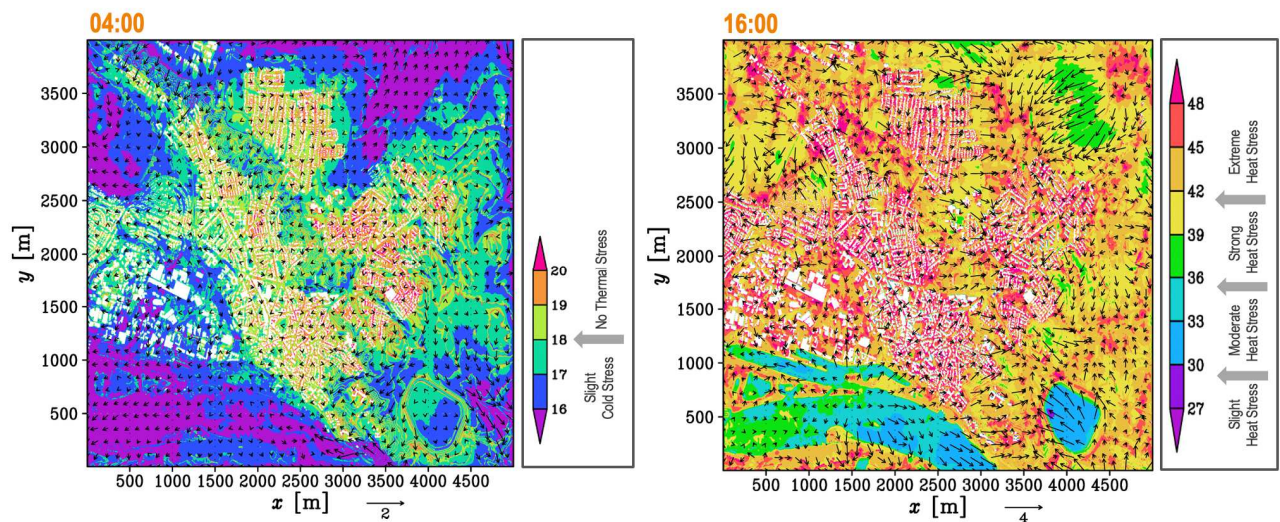 04:00
3500
3000
2500
2000
1500
1000
500
y [m]
500 1000 1500 2000 2500 3000 3500 4000 4500
x [m]
2
20
19
18
17
16
No Thermal Stress
Slight
Cold Stress
16:00
3500
3000
2500
2000
1500
1000
500
y [m]
500 1000 1500 2000 2500 3000 3500 4000 4500
x [m]
4
48
45
42
39
36
33
30
27
Extreme
Heat Stress
Strong
Heat Stress
Moderate
Heat Stress
Slight
Heat Stress